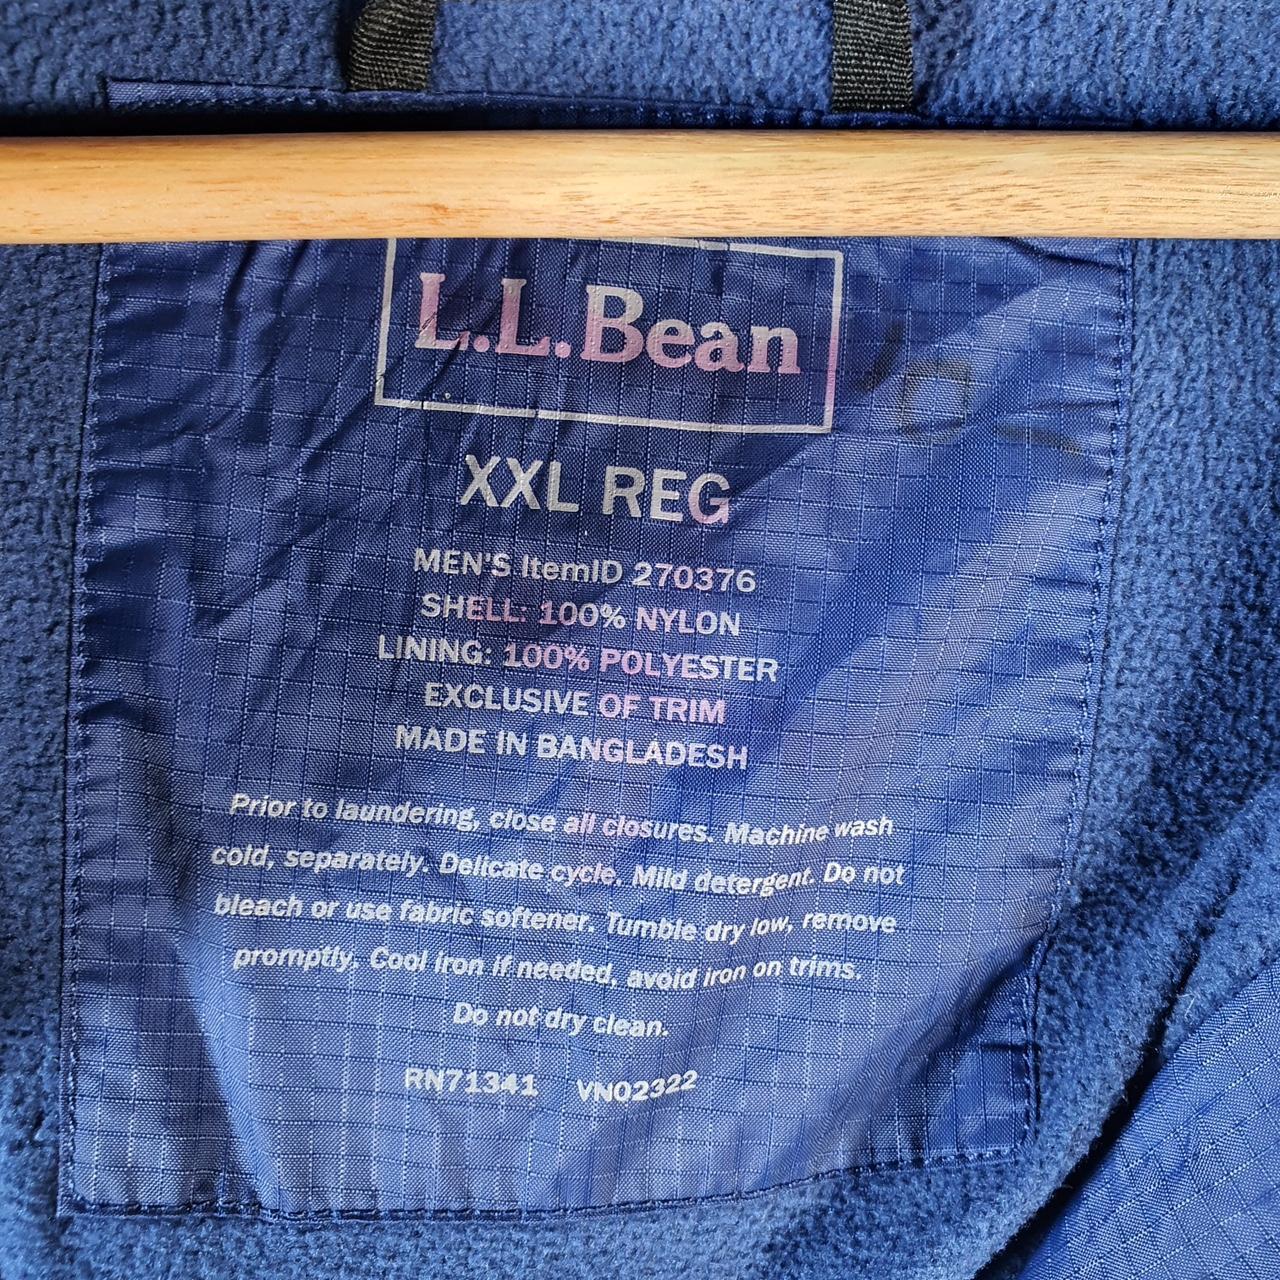 L.L.Bean
XXL REG
MEN'S ItemID 270376
SHELL: 100% NYLON
LINING: 100% POLYESTER
EXCLUSIVE OF TRIM
MADE IN BANGLADESH
Prior to laundering, close all closures. Machine wash
cold, separately. Delicate cycle. Mild detergent. Do not
bleach or use fabric softener. Tumble dry low, remove
promptly. Cool iron if needed, avoid iron on trims.
Do not dry clean.
RN71341 VN02322